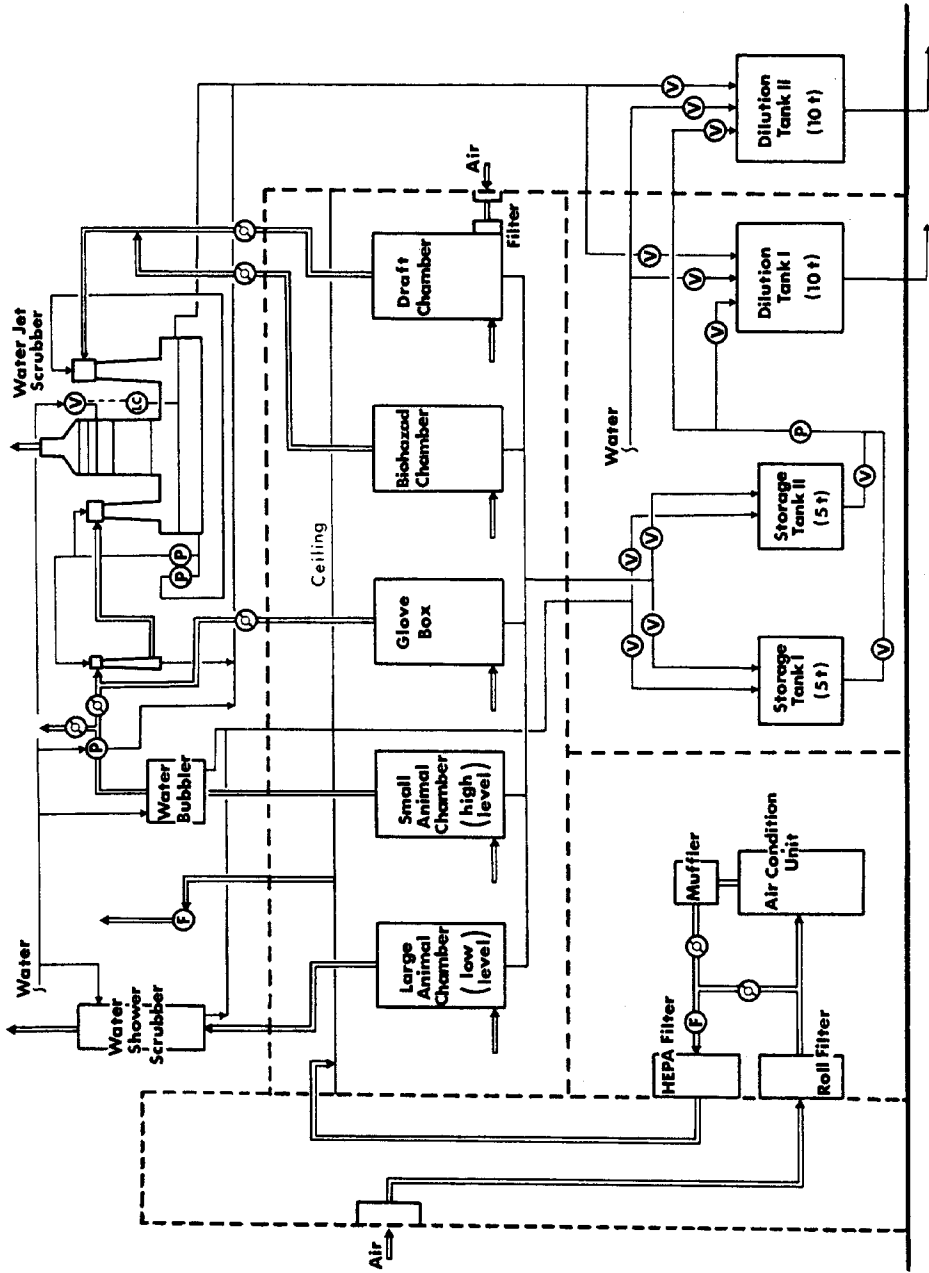 Water
Water
Shower
Scrubber
F
Water
Bubbler
P
Water Jet
Scrubber
V
LC
P
P
Ceiling
Large
Animal
Chamber
(low
level)
Small
Animal
Chamber
(high
level)
Glove
Box
Biohazad
Chamber
Draft
Chamber
Filter
Air
Air
HEPA Filter
F
Muffler
Roll Filter
Air Condition
Unit
V
V
V
V
Storage
Tank I
(5t)
Storage
Tank II
(5t)
V
V
P
Water
V
V
V
Dilution
Tank I
(10t)
V
V
V
Dilution
Tank II
(10t)